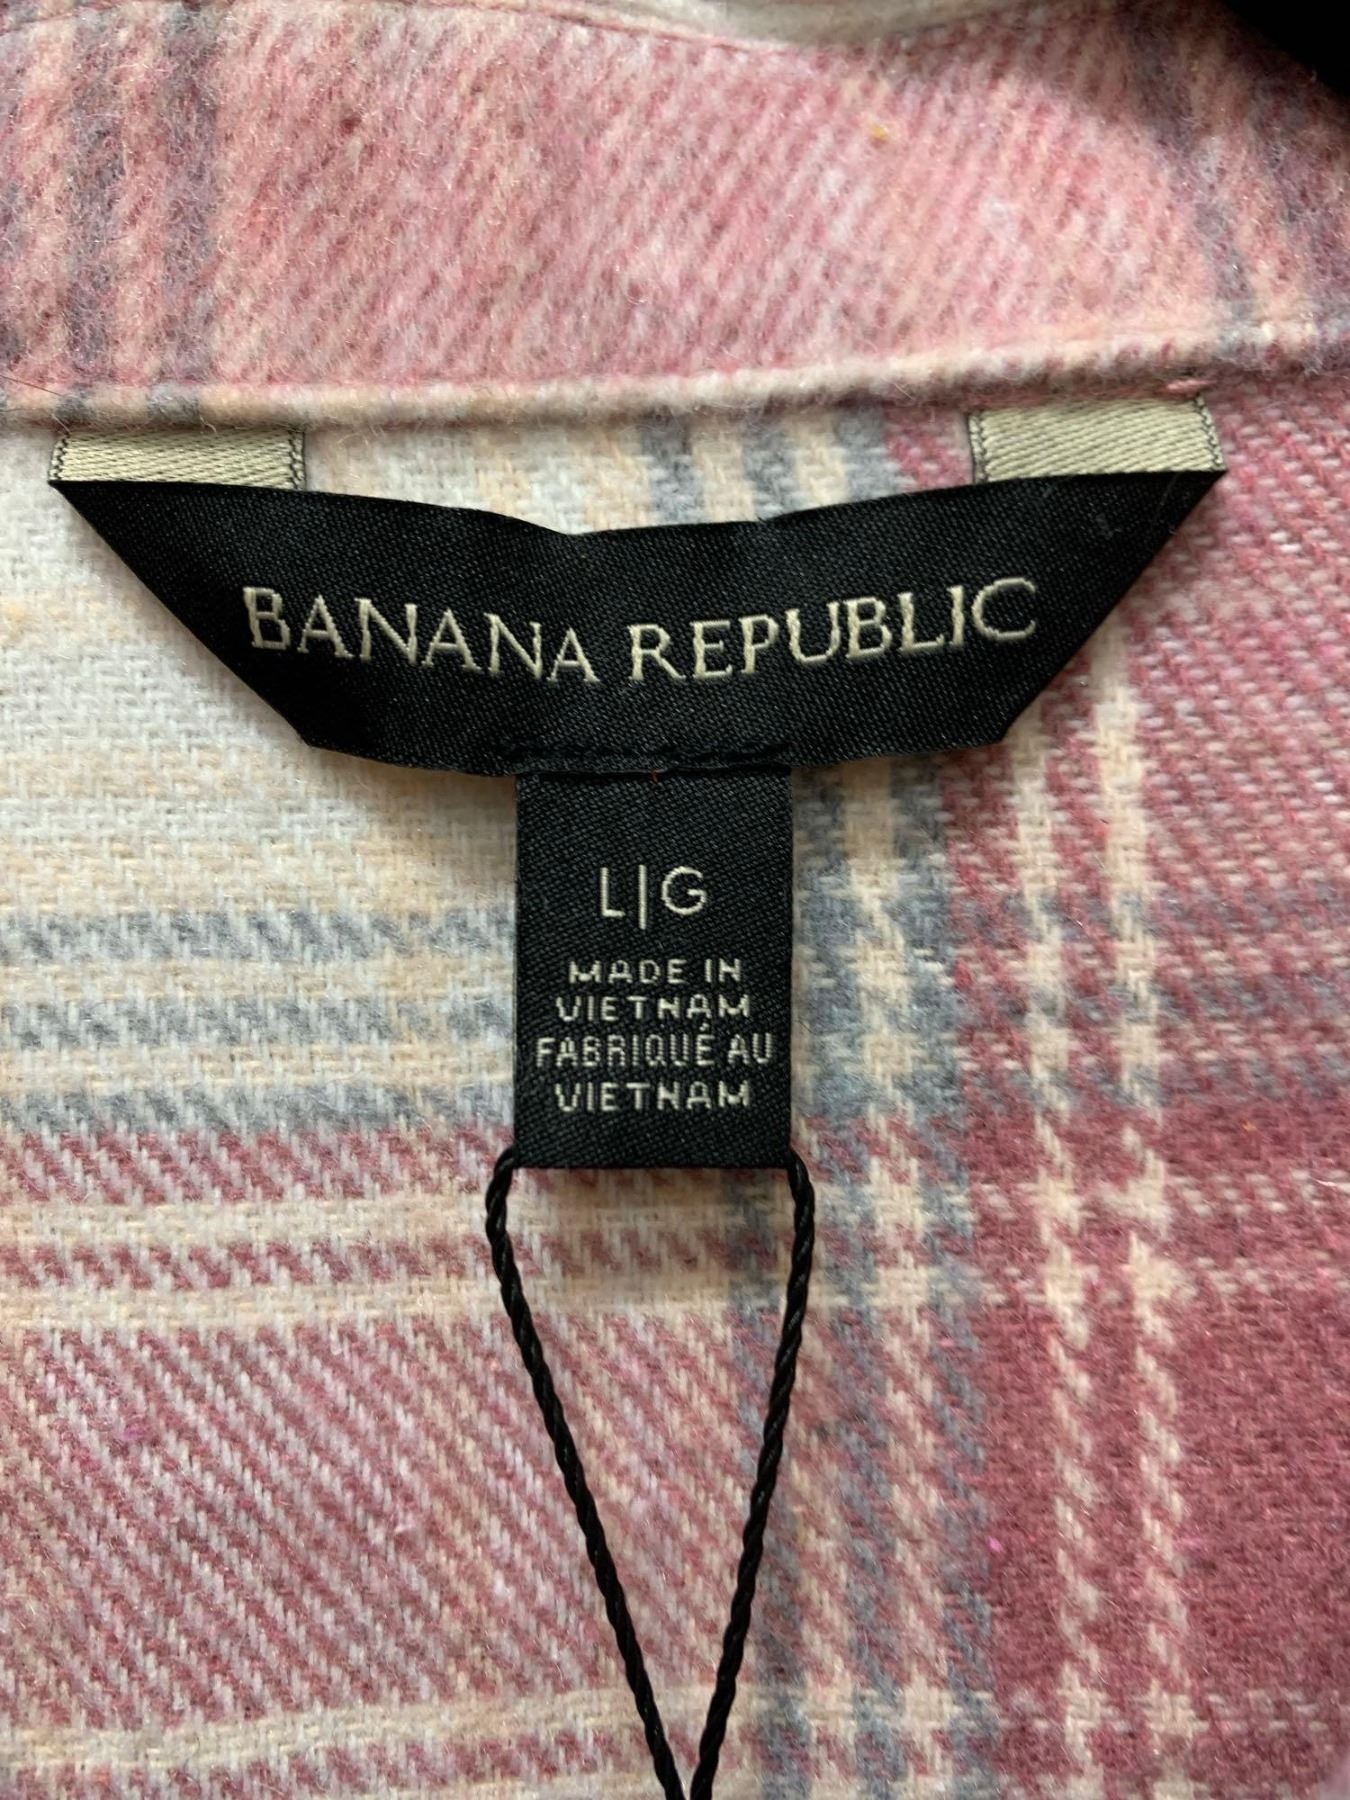 BANANA REPUBLIC
L|G
MADE IN
VIETNAM
FABRIQUÉ AU
VIETNAM